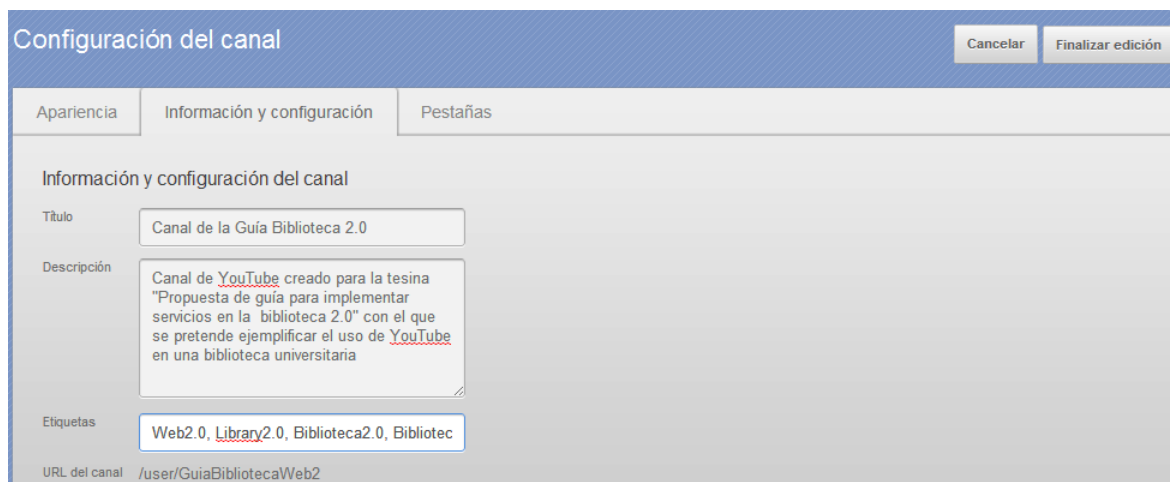 Configuración del canal
Cancelar
Finalizar edición
Apariencia
Información y configuración
Pestañas
Información y configuración del canal
Título
Canal de la Guía Biblioteca 2.0
Descripción
Canal de YouTube creado para la tesina
"Propuesta de guía para implementar
servicios en la biblioteca 2.0" con el que
se pretende ejemplificar el uso de YouTube
en una biblioteca universitaria
Etiquetas
Web2.0, Library2.0, Biblioteca2.0, Bibliotec
URL del canal
/user/GuiaBibliotecaWeb2